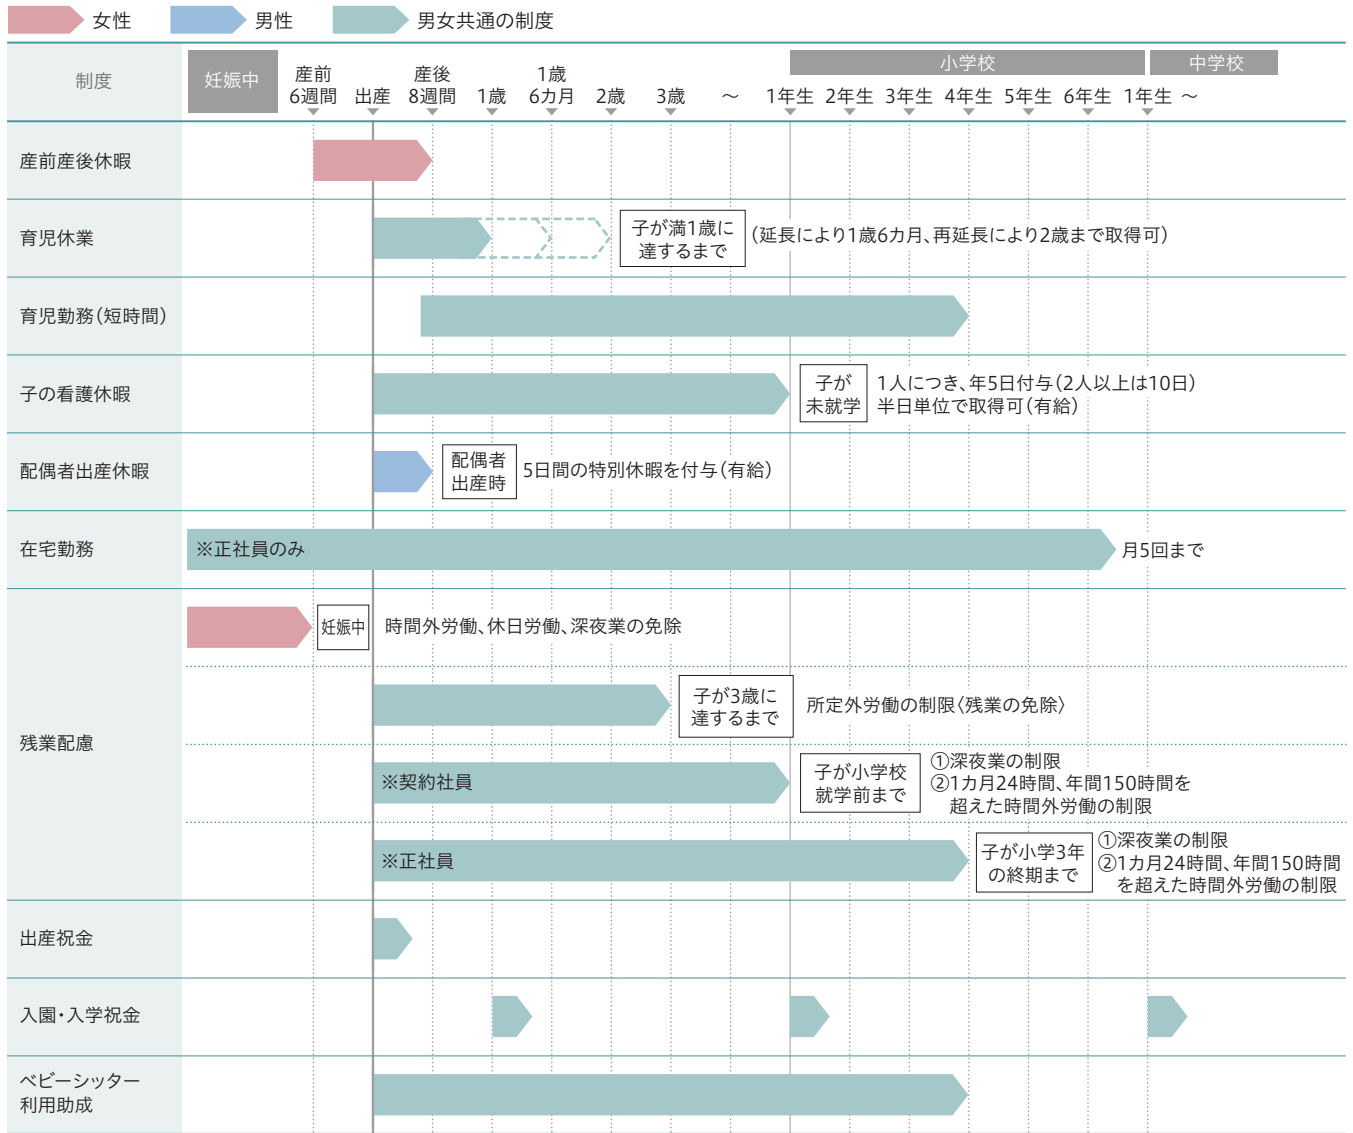 女性 男性 男女共通の制度
制度
妊娠中
産前
6週間
出産
産後
8週間
1歳
1歳
6カ月
2歳
3歳
～
小学校
1年生 2年生 3年生 4年生 5年生 6年生
中学校
1年生 ～
産前産後休暇
育児休業
子が満1歳に
達するまで
(延長により1歳6カ月、再延長により2歳まで取得可)
育児勤務(短時間)
子の看護休暇
子が
未就学
1人につき、年5日付与(2人以上は10日)
半日単位で取得可(有給)
配偶者出産休暇
配偶者
出産時
5日間の特別休暇を付与(有給)
在宅勤務
※正社員のみ
月5回まで
残業配慮
妊娠中
時間外労働、休日労働、深夜業の免除
子が3歳に
達するまで
所定外労働の制限〈残業の免除〉
※契約社員
子が小学校
就学前まで
①深夜業の制限
②1カ月24時間、年間150時間を
超えた時間外労働の制限
※正社員
子が小学3年
の終期まで
①深夜業の制限
②1カ月24時間、年間150時間
を超えた時間外労働の制限
出産祝金
入園・入学祝金
ベビーシッター
利用助成